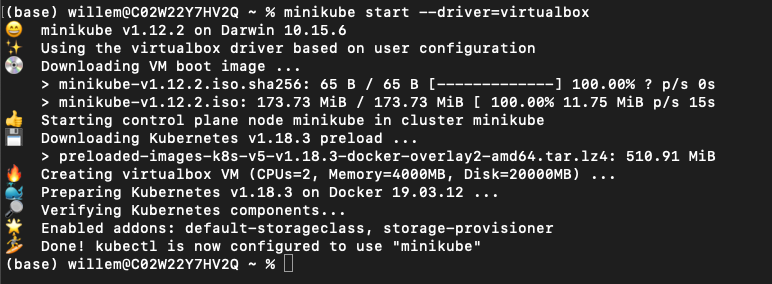 (base) willem@C02W22Y7HV2Q ~ % minikube start --driver=virtualbox
😄 minikube v1.12.2 on Darwin 10.15.6
✨ Using the virtualbox driver based on user configuration
💿 Downloading VM boot image ...
> minikube-v1.12.2.iso.sha256: 65 B / 65 B [-------------] 100.00% ? p/s 0s
> minikube-v1.12.2.iso: 173.73 MiB / 173.73 MiB [ 100.00% 11.75 MiB p/s 15s
👍 Starting control plane node minikube in cluster minikube
💾 Downloading Kubernetes v1.18.3 preload ...
> preloaded-images-k8s-v5-v1.18.3-docker-overlay2-amd64.tar.lz4: 510.91 MiB
🔥 Creating virtualbox VM (CPUs=2, Memory=4000MB, Disk=20000MB) ...
🐳 Preparing Kubernetes v1.18.3 on Docker 19.03.12 ...
🔎 Verifying Kubernetes components...
🌟 Enabled addons: default-storageclass, storage-provisioner
🏄 Done! kubectl is now configured to use "minikube"
(base) willem@C02W22Y7HV2Q ~ %